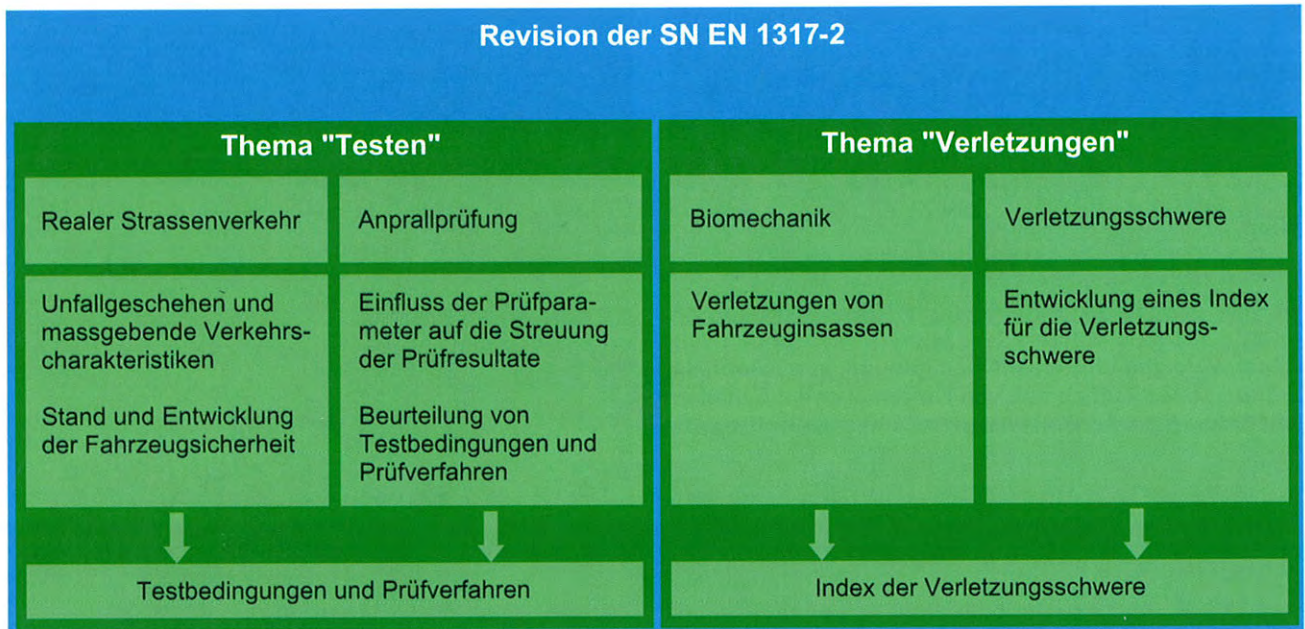 Revision der SN EN 1317-2
Thema "Testen"
Realer Strassenverkehr
Anprallprüfung
Unfallgeschehen und
massgebende Verkehrs-
charakteristiken
Stand und Entwicklung
der Fahrzeugsicherheit
Einfluss der Prüfpara-
meter auf die Streuung
der Prüfresultate
Beurteilung von
Testbedingungen und
Prüfverfahren
Testbedingungen und Prüfverfahren
Thema "Verletzungen"
Biomechanik
Verletzungsschwere
Verletzungen von
Fahrzeuginsassen
Entwicklung eines Index
für die Verletzungs-
schwere
Index der Verletzungsschwere